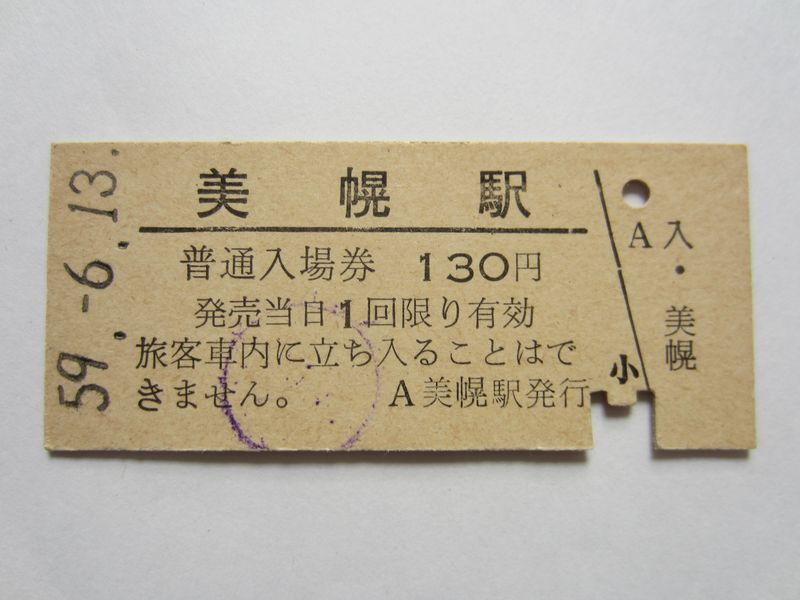 美幌駅
普通入場券 130円
発売当日1回限り有効
旅客車内に立ち入ることはで
きません。 A美幌駅発行
59.-6.13.
小
A
入・美幌